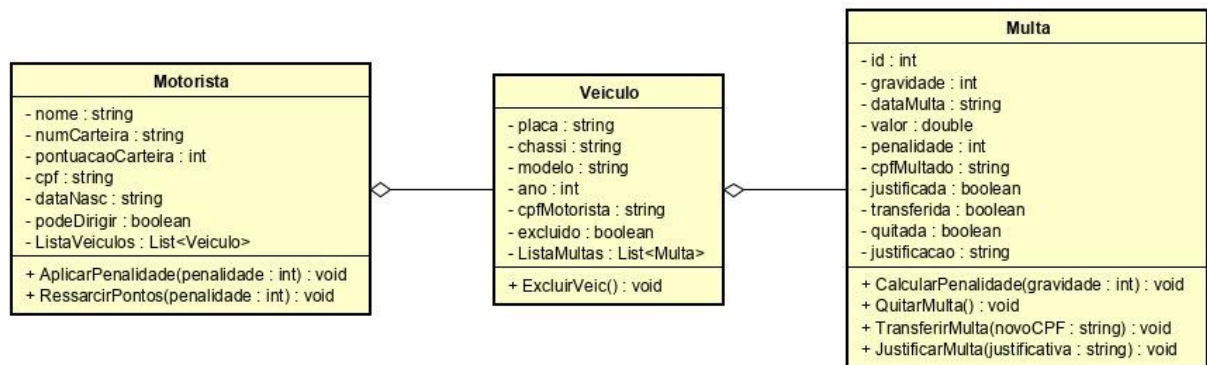 Motorista
- nome : string
- numCarteira : string
- pontuacaoCarteira : int
- cpf : string
- dataNasc : string
- podeDirigir : boolean
- ListaVeiculos : List<Veiculo>
+ AplicarPenalidade(penalidade : int) : void
+ RessarcirPontos(penalidade : int) : void
Veiculo
- placa : string
- chassi : string
- modelo : string
- ano : int
- cpfMotorista : string
- excluido : boolean
- ListaMultas : List<Multa>
+ ExcluirVeic() : void
Multa
- id : int
- gravidade : int
- dataMulta : string
- valor : double
- penalidade : int
- cpfMultado : string
- justificada : boolean
- transferida : boolean
- quitada : boolean
- justificacao : string
+ CalcularPenalidade(gravidade : int) : void
+ QuitarMulta() : void
+ TransferirMulta(novoCPF : string) : void
+ JustificarMulta(justificativa : string) : void